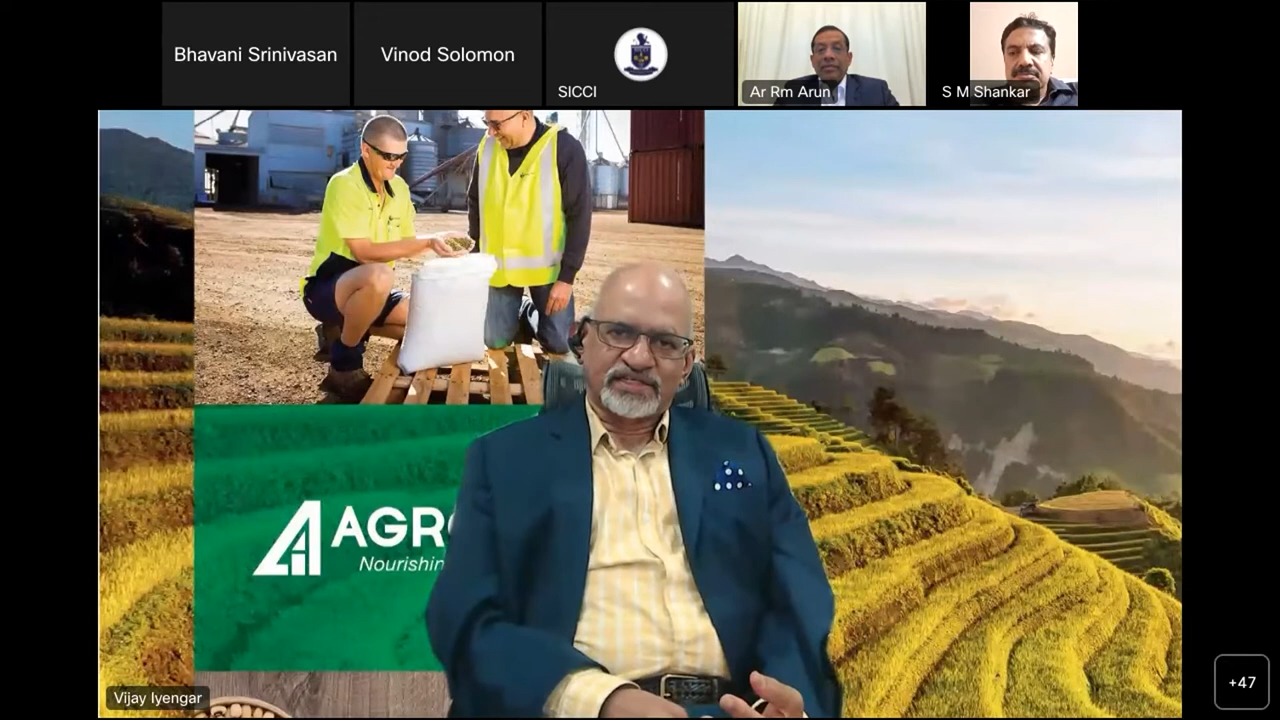 Bhavani Srinivasan
Vinod Solomon
SICCI
Ar Rm Arun
S M Shankar
AGR
Nourishin
Vijay Iyengar
+47